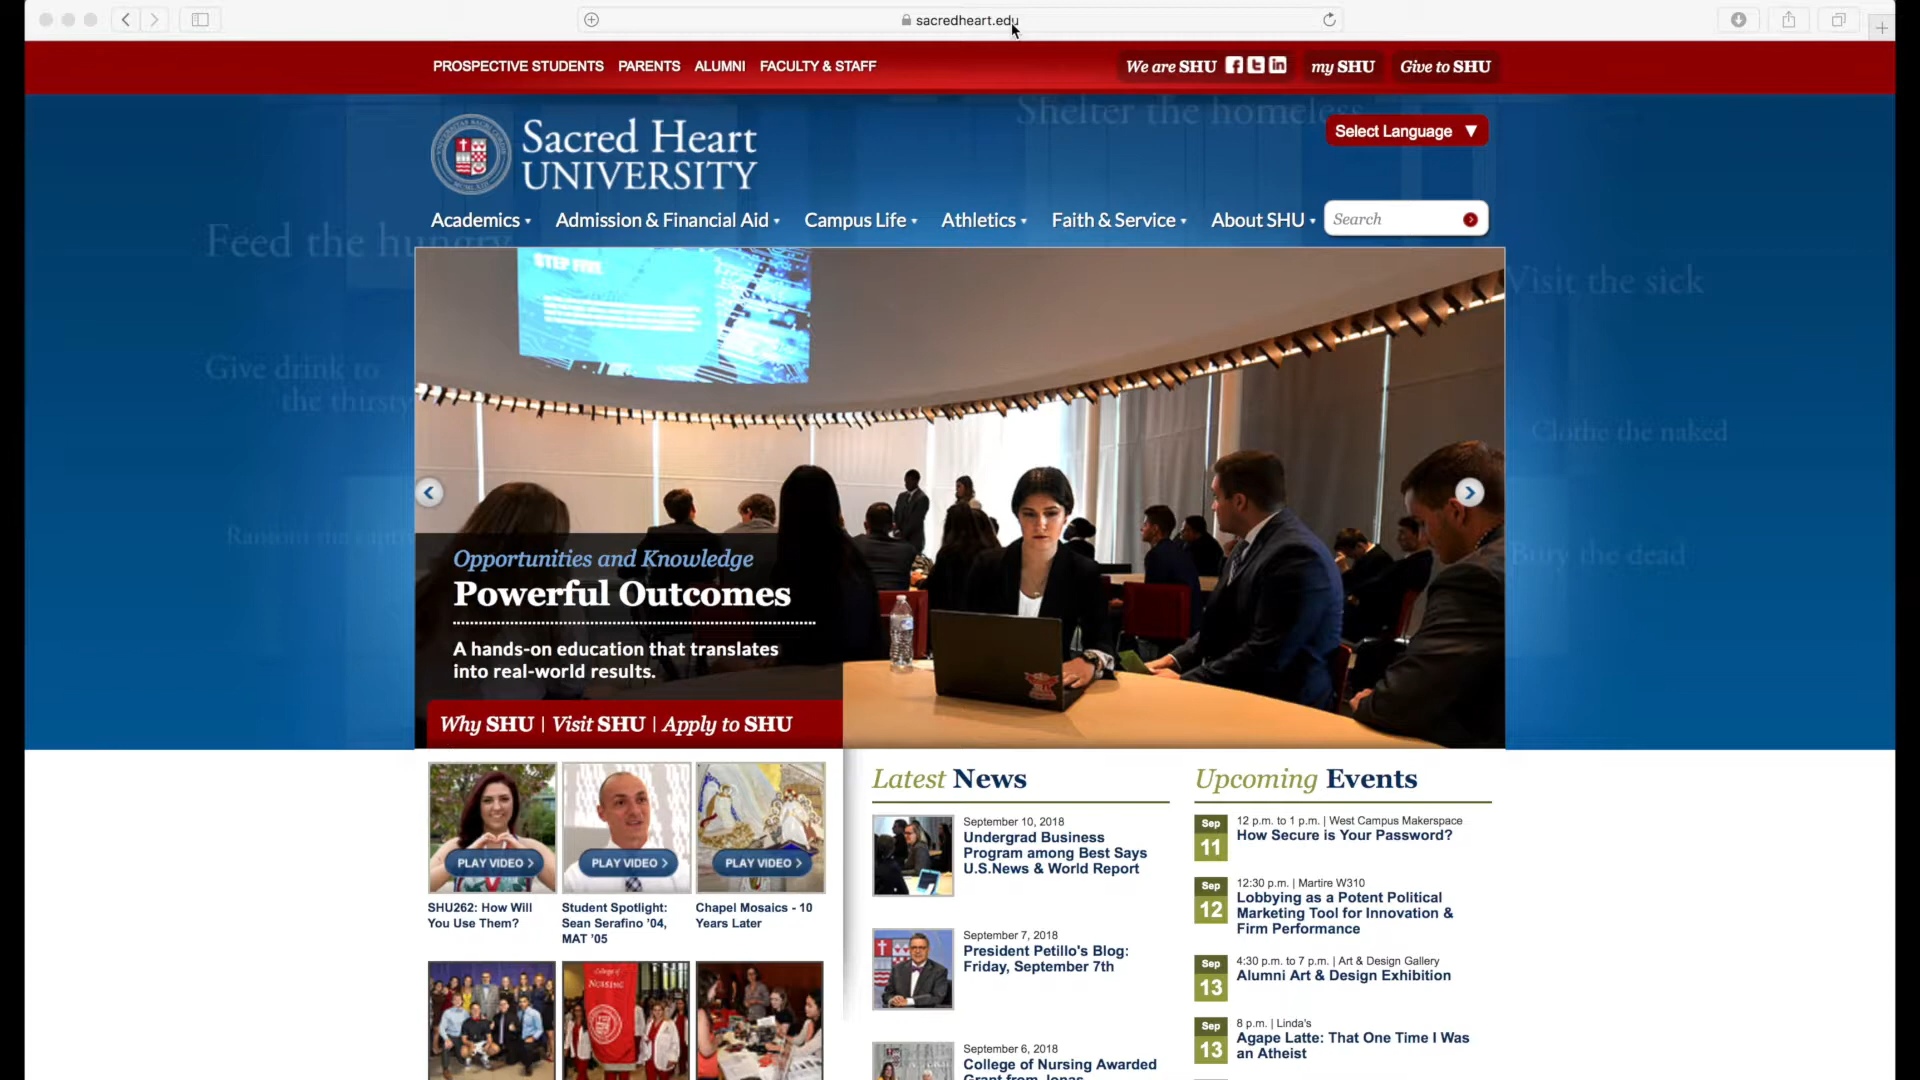 sacredheart.edu
PROSPECTIVE STUDENTS PARENTS ALUMNI FACULTY & STAFF
We are SHU
my SHU
Give to SHU
Shelter the homeless
Select Language ▼
Sacred Heart
UNIVERSITY
Academics
Admission & Financial Aid
Campus Life
Athletics
Faith & Service
About SHU
Search
Feed the hungry
Visit the sick
Give drink to
the thirsty
Clothe the naked
Bury the dead
Opportunities and Knowledge
Powerful Outcomes
A hands-on education that translates
into real-world results.
Why SHU | Visit SHU | Apply to SHU
PLAY VIDEO
SHU262: How Will
You Use Them?
PLAY VIDEO
Student Spotlight:
Sean Serafino '04,
MAT '05
PLAY VIDEO
Chapel Mosaics - 10
Years Later
College of
NURSING
Latest News
September 10, 2018
Undergrad Business
Program among Best Says
U.S.News & World Report
September 7, 2018
President Petillo's Blog:
Friday, September 7th
September 6, 2018
College of Nursing Awarded
Grant from Jonas
Upcoming Events
Sep
11
12 p.m. to 1 p.m. | West Campus Makerspace
How Secure is Your Password?
Sep
12
12:30 p.m. | Martire W310
Lobbying as a Potent Political
Marketing Tool for Innovation &
Firm Performance
Sep
13
4:30 p.m. to 7 p.m. | Art & Design Gallery
Alumni Art & Design Exhibition
Sep
13
8 p.m. | Linda's
Agape Latte: That One Time I Was
an Atheist